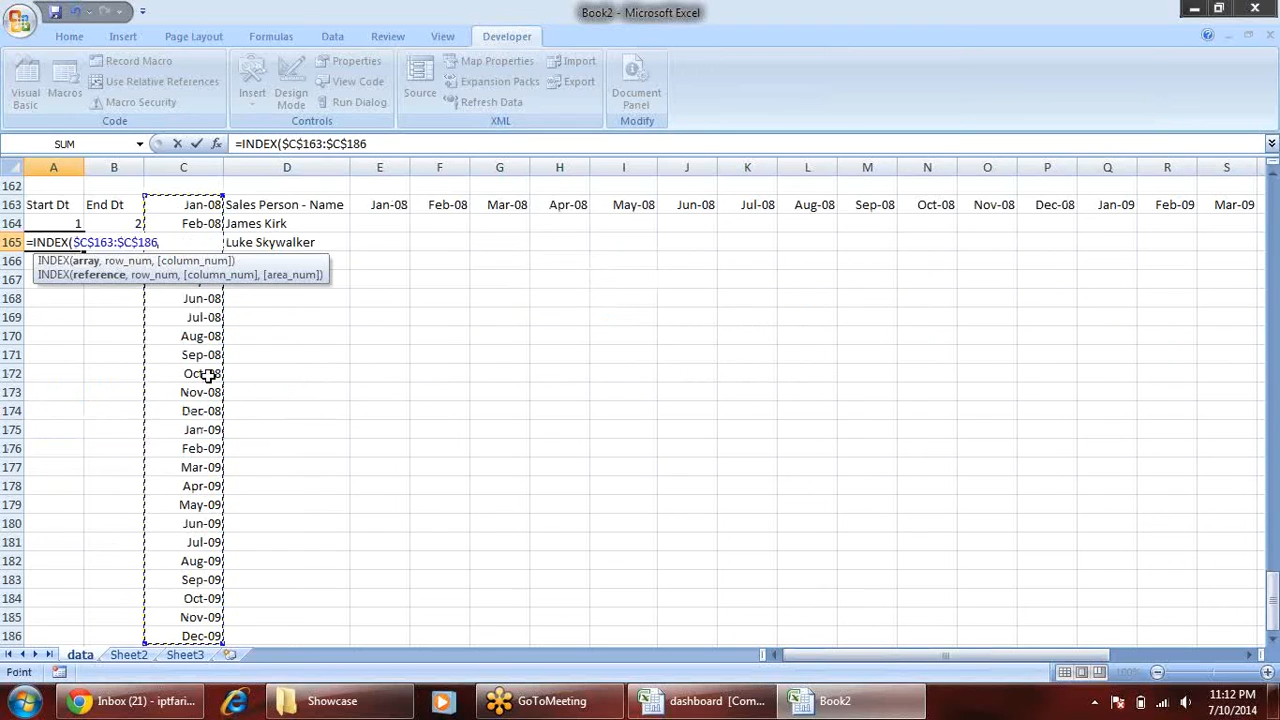 Book2 - Microsoft Excel
Home Insert Page Layout Formulas Data Review View Developer
Visual Basic
Macros
Record Macro
Use Relative References
Macro Security
Code
Insert
Design Mode
Properties
View Code
Run Dialog
Controls
Source
Map Properties
Expansion Packs
Refresh Data
Import
Export
XML
Document Panel
Modify
SUM =INDEX($C$163:$C$186
A B C D E F G H I J K L M N O P Q R S
162
163 Start Dt End Dt Jan-08 Sales Person - Name Jan-08 Feb-08 Mar-08 Apr-08 May-08 Jun-08 Jul-08 Aug-08 Sep-08 Oct-08 Nov-08 Dec-08 Jan-09 Feb-09 Mar-09
164 1 2 Feb-08 James Kirk
165 =INDEX($C$163:$C$186, Luke Skywalker
166 INDEX(array, row_num, [column_num])
167 INDEX(reference, row_num, [column_num], [area_num])
168 Jun-08
169 Jul-08
170 Aug-08
171 Sep-08
172 Oct-08
173 Nov-08
174 Dec-08
175 Jan-09
176 Feb-09
177 Mar-09
178 Apr-09
179 May-09
180 Jun-09
181 Jul-09
182 Aug-09
183 Sep-09
184 Oct-09
185 Nov-09
186 Dec-09
data Sheet2 Sheet3
Point 100%
Inbox (21) - iptfari... Showcase GoToMeeting dashboard [Com... Book2 11:12 PM
7/10/2014